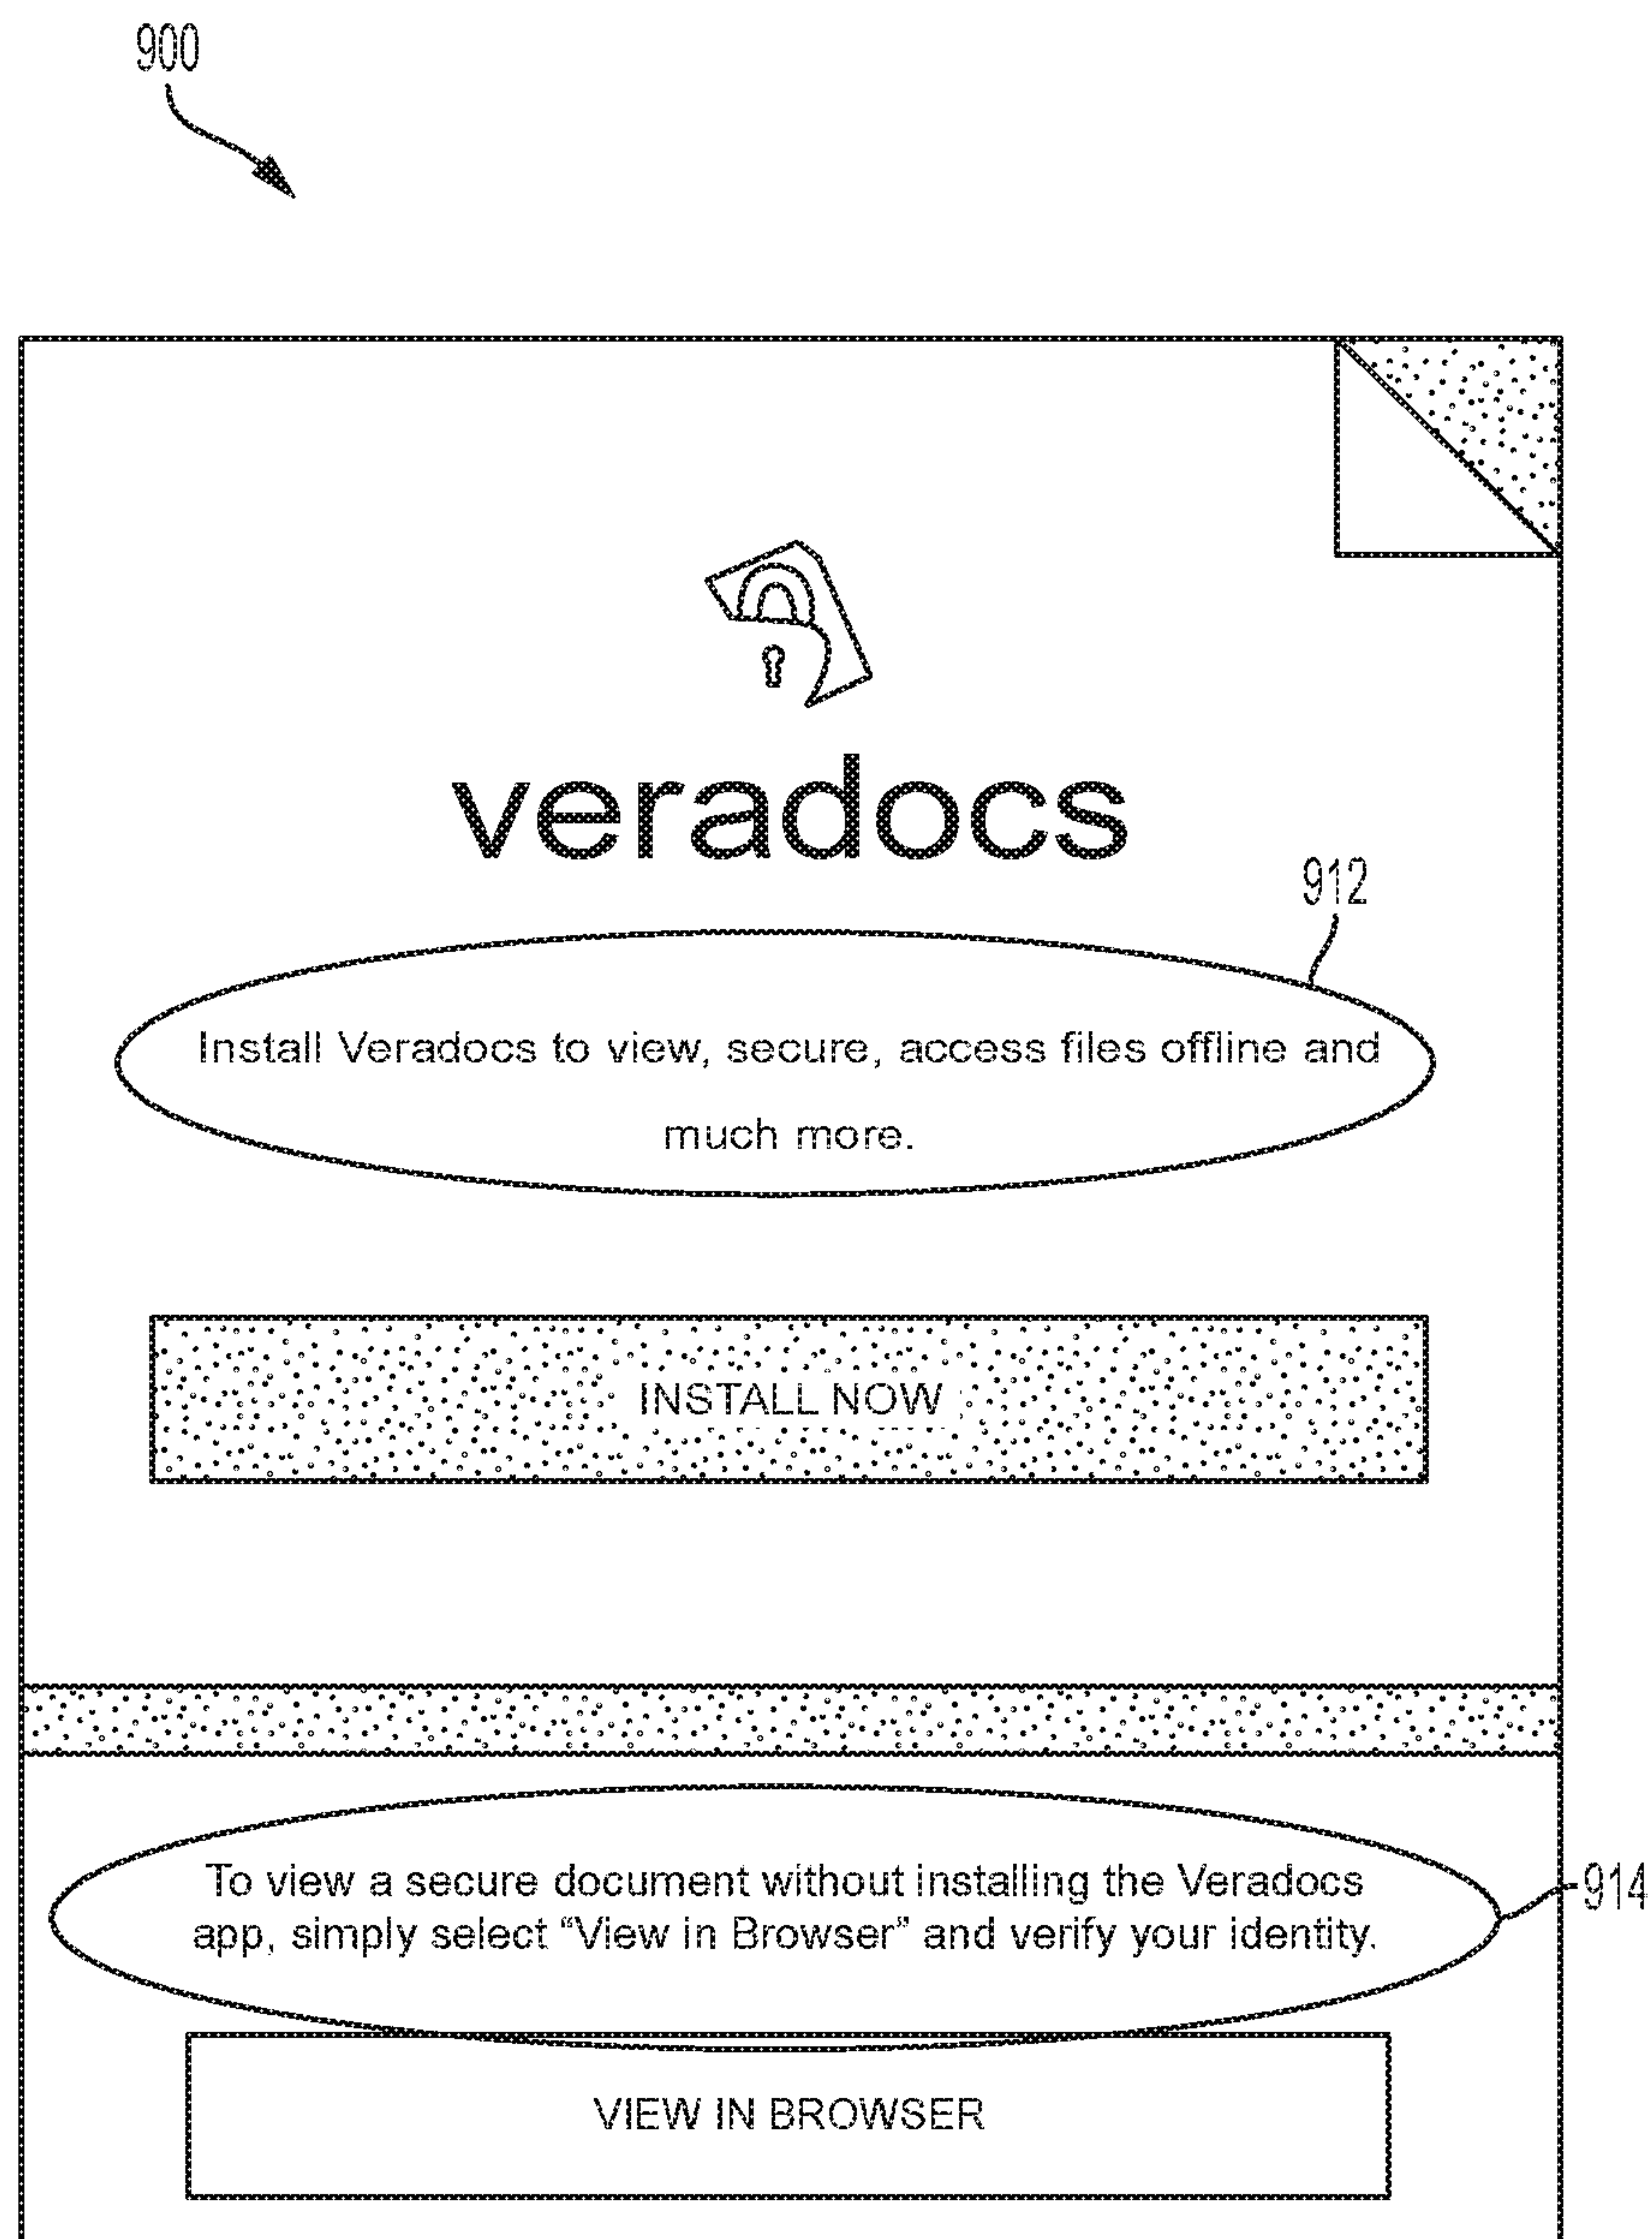 900
veradocs
912
Install Veradocs to view, secure, access files offline and
much more.
INSTALL NOW
To view a secure document without installing the Veradocs
app, simply select “View in Browser” and verify your identity.
914
VIEW IN BROWSER